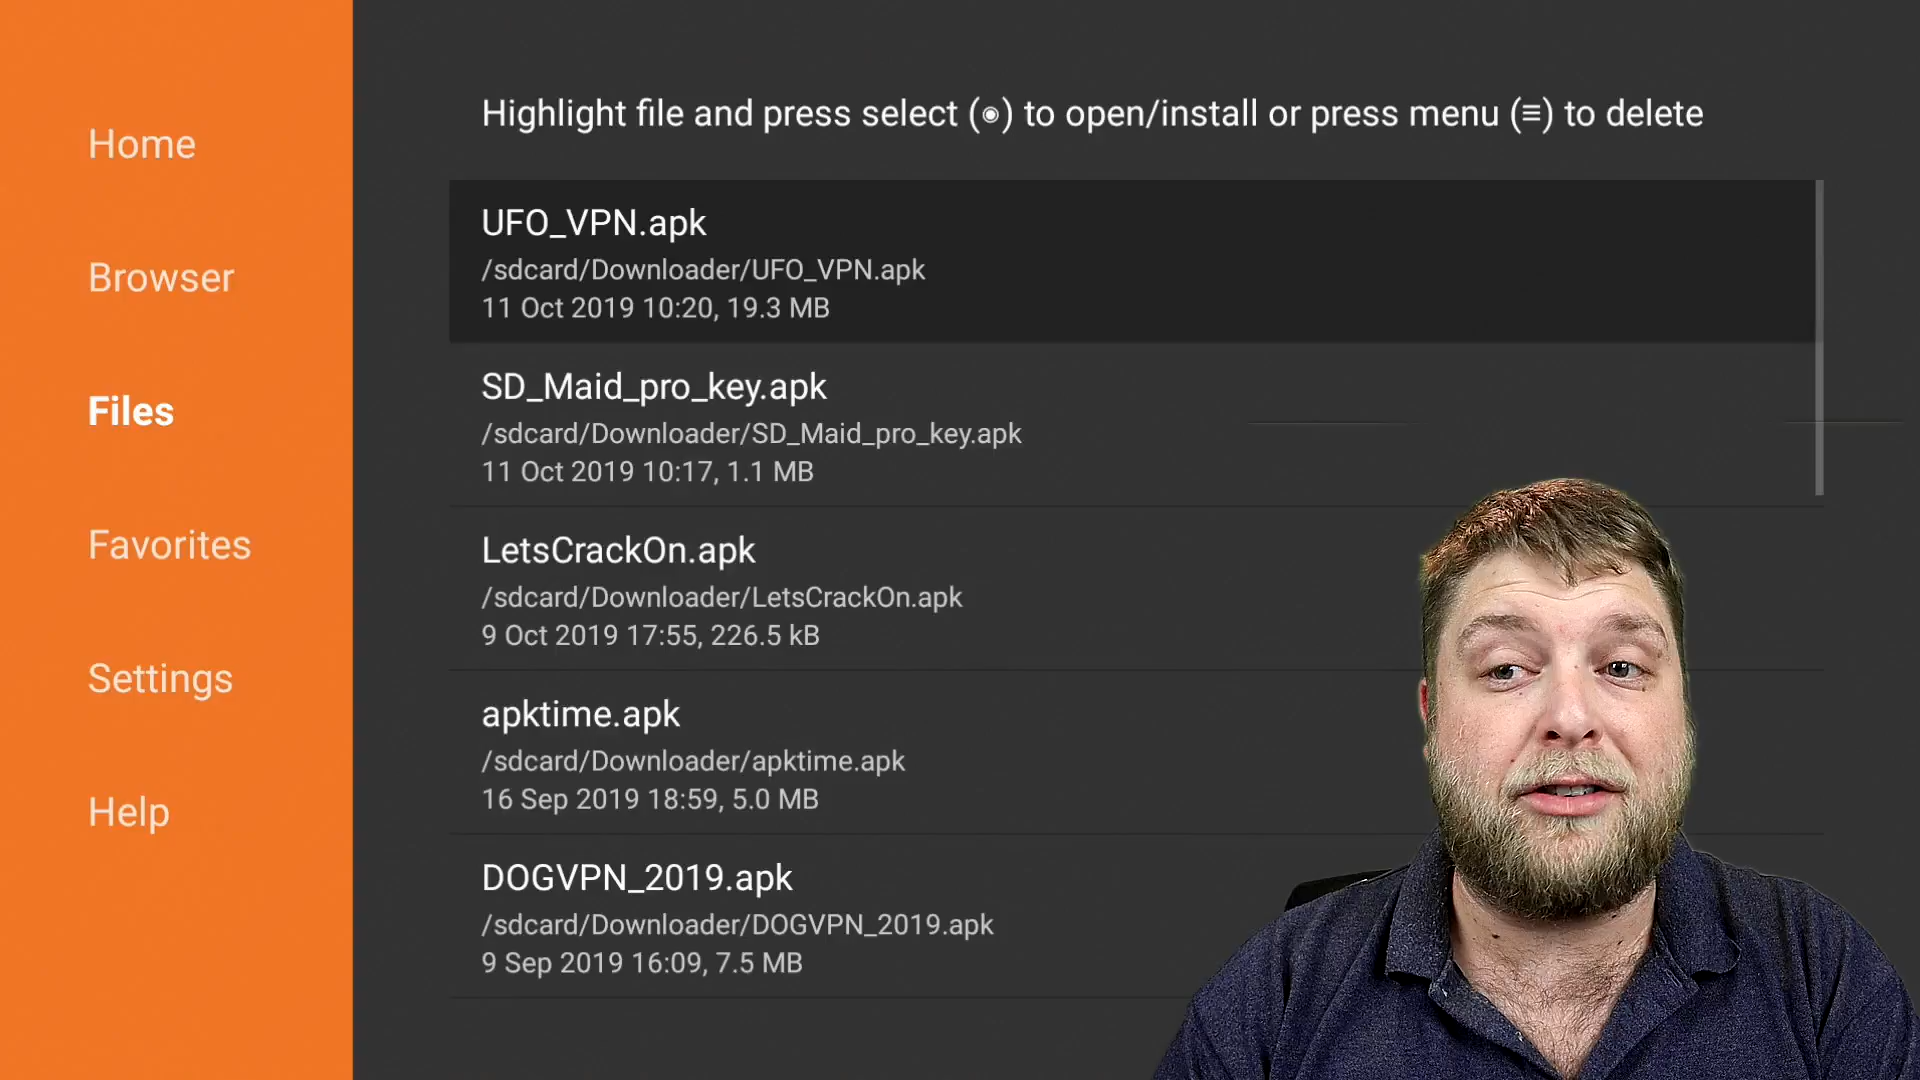 Home
Browser
Files
Favorites
Settings
Help
Highlight file and press select (◉) to open/install or press menu (≡) to delete
UFO_VPN.apk
/sdcard/Downloader/UFO_VPN.apk
11 Oct 2019 10:20, 19.3 MB
SD_Maid_pro_key.apk
/sdcard/Downloader/SD_Maid_pro_key.apk
11 Oct 2019 10:17, 1.1 MB
LetsCrackOn.apk
/sdcard/Downloader/LetsCrackOn.apk
9 Oct 2019 17:55, 226.5 kB
apktime.apk
/sdcard/Downloader/apktime.apk
16 Sep 2019 18:59, 5.0 MB
DOGVPN_2019.apk
/sdcard/Downloader/DOGVPN_2019.apk
9 Sep 2019 16:09, 7.5 MB